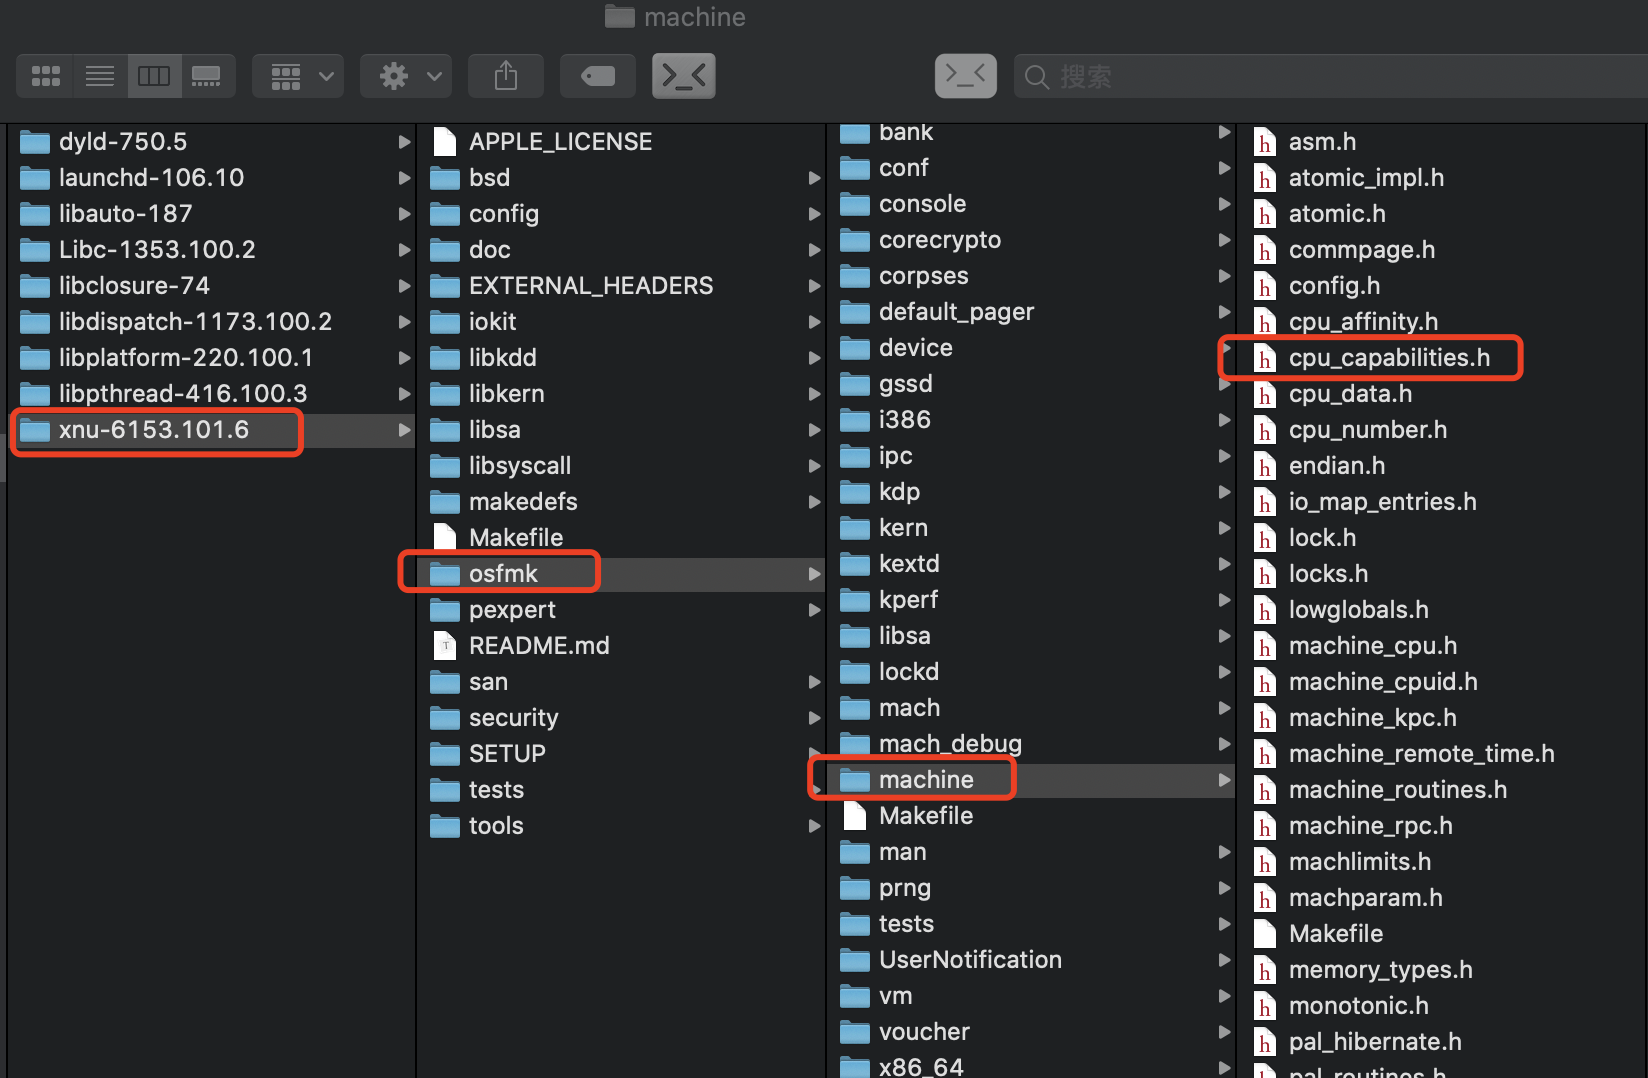 machine
搜索
dyld-750.5
launchd-106.10
libauto-187
Libc-1353.100.2
libclosure-74
libdispatch-1173.100.2
libplatform-220.100.1
libpthread-416.100.3
xnu-6153.101.6
APPLE_LICENSE
bsd
config
doc
EXTERNAL_HEADERS
iokit
libkdd
libkern
libsa
libsyscall
makedefs
Makefile
osfmk
pexpert
README.md
san
security
SETUP
tests
tools
bank
conf
console
corecrypto
corpses
default_pager
device
gssd
i386
ipc
kdp
kern
kextd
kperf
libsa
lockd
mach
mach_debug
machine
Makefile
man
prng
tests
UserNotification
vm
voucher
x86_64
asm.h
atomic_impl.h
atomic.h
commpage.h
config.h
cpu_affinity.h
cpu_capabilities.h
cpu_data.h
cpu_number.h
endian.h
io_map_entries.h
lock.h
locks.h
lowglobals.h
machine_cpu.h
machine_cpuid.h
machine_kpc.h
machine_remote_time.h
machine_routines.h
machine_rpc.h
machlimits.h
machparam.h
Makefile
memory_types.h
monotonic.h
pal_hibernate.h
pal_routines.h